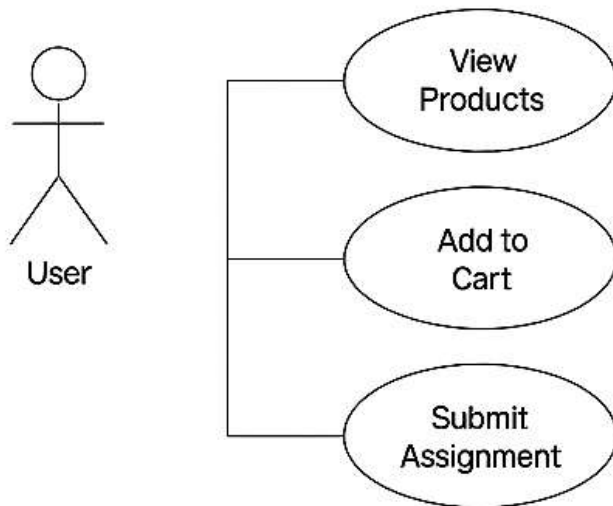 View
Products
User
Add to
Cart
Submit
Assignment